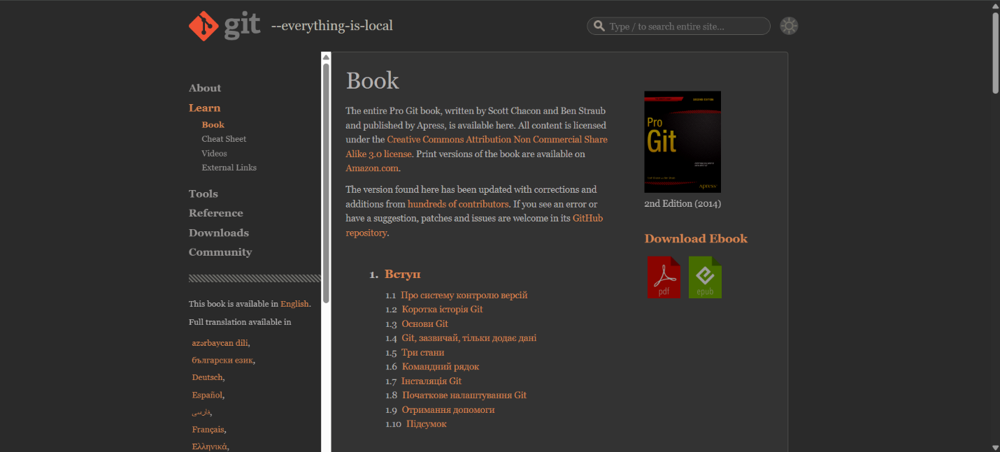 git --everything-is-local
Type / to search entire site...
About
Learn
Book
Cheat Sheet
Videos
External Links
Tools
Reference
Downloads
Community
This book is available in English.
Full translation available in
azərbaycan dili,
български език,
Deutsch,
Español,
فارسی,
Français,
Ελληνικά,
Book
The entire Pro Git book, written by Scott Chacon and Ben Straub
and published by Apress, is available here. All content is licensed
under the Creative Commons Attribution Non Commercial Share
Alike 3.0 license. Print versions of the book are available on
Amazon.com.
The version found here has been updated with corrections and
additions from hundreds of contributors. If you see an error or
have a suggestion, patches and issues are welcome in its GitHub
repository.
1. Вступ
1.1 Про систему контролю версій
1.2 Коротка історія Git
1.3 Основи Git
1.4 Git, зазвичай, тільки додає дані
1.5 Три стани
1.6 Командний рядок
1.7 Інсталяція Git
1.8 Початкове налаштування Git
1.9 Отримання допомоги
1.10 Підсумок
Pro
Git
Apress
2nd Edition (2014)
Download Ebook
pdf
epub